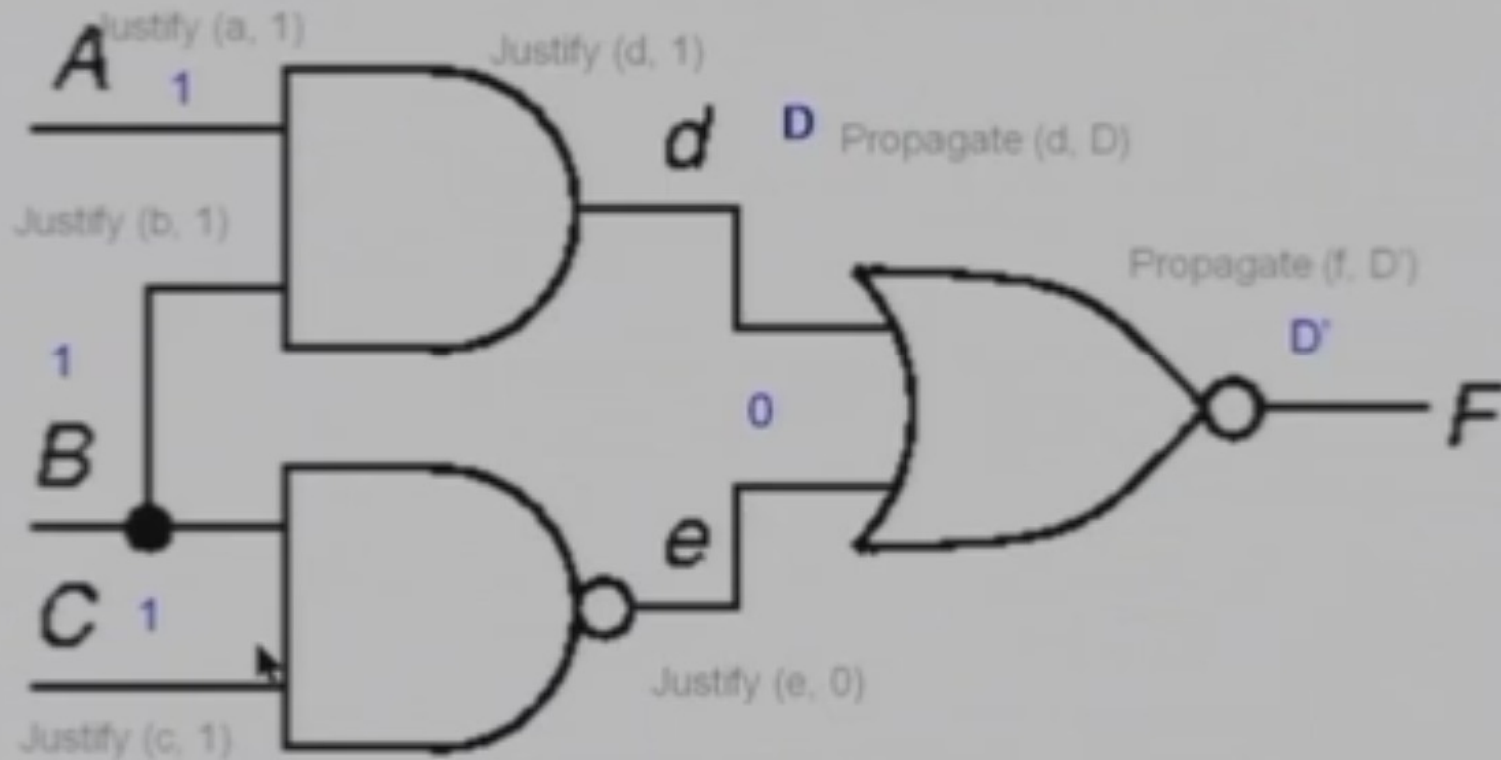 Justify (a, 1)
A
1
Justify (d, 1)
d
D
Propagate (d, D)
Justify (b, 1)
Propagate (f, D')
D'
1
0
F
B
e
C
1
Justify (e, 0)
Justify (c, 1)